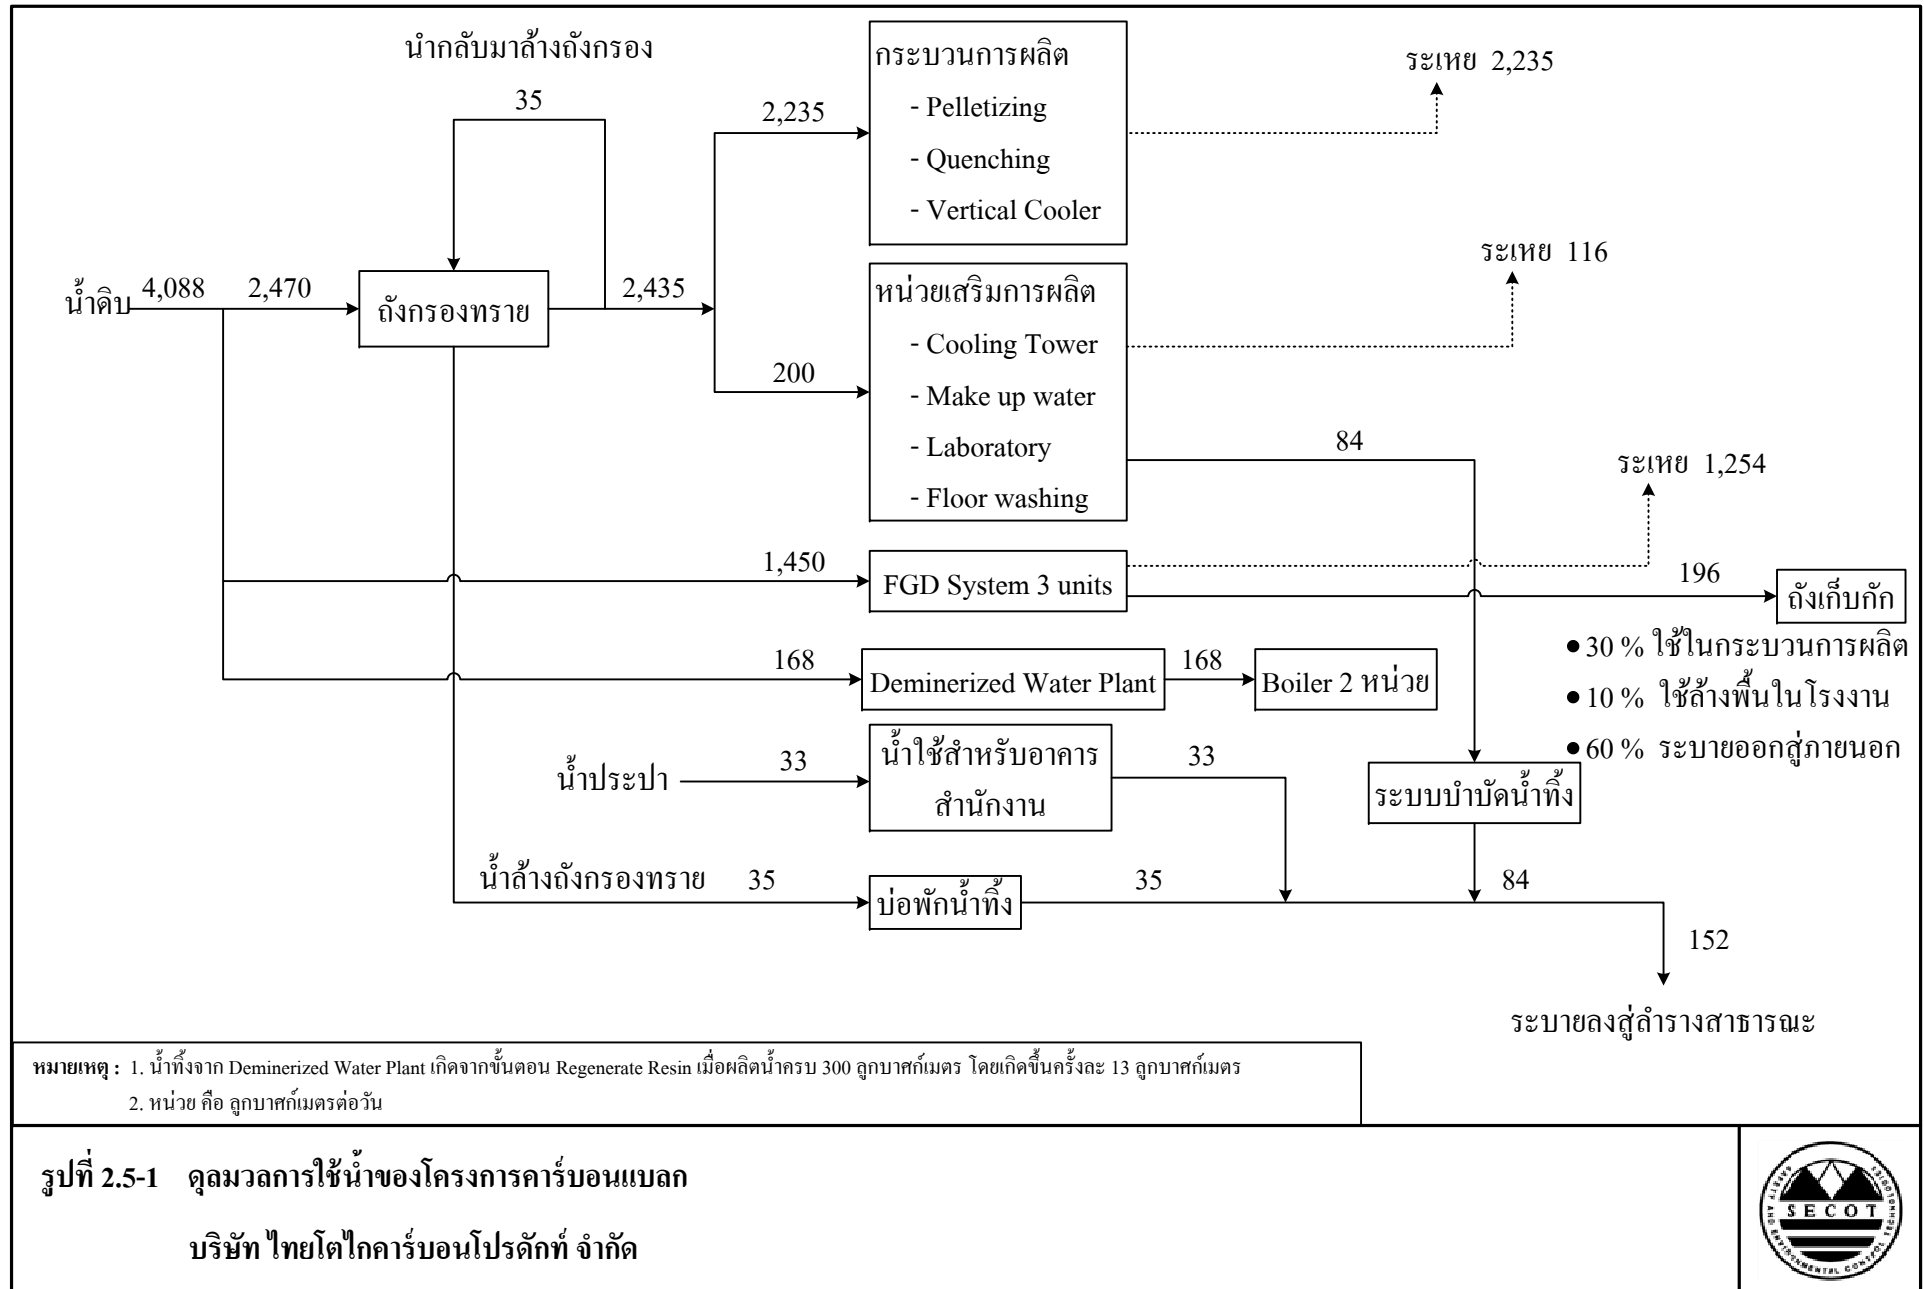 นำกลับมาล้างถังกรอง
35
น้ำดิบ
4,088
2,470
ถังกรองทราย
2,435
2,235
กระบวนการผลิต
- Pelletizing
- Quenching
- Vertical Cooler
ระเหย 2,235
200
หน่วยเสริมการผลิต
- Cooling Tower
- Make up water
- Laboratory
- Floor washing
ระเหย 116
84
ระเหย 1,254
1,450
FGD System 3 units
196
ถังเก็บกัก
● 30 % ใช้ในกระบวนการผลิต
● 10 % ใช้ล้างพื้นในโรงงาน
● 60 % ระบายออกสู่ภายนอก
168
Deminerized Water Plant
168
Boiler 2 หน่วย
น้ำประปา
33
น้ำใช้สำหรับอาคาร
สำนักงาน
33
ระบบบำบัดน้ำทิ้ง
น้ำล้างถังกรองทราย
35
บ่อพักน้ำทิ้ง
35
84
152
ระบายลงสู่ลำรางสาธารณะ
หมายเหตุ : 1. น้ำทิ้งจาก Deminerized Water Plant เกิดจากขั้นตอน Regenerate Resin เมื่อผลิตน้ำครบ 300 ลูกบาศก์เมตร โดยเกิดขึ้นครั้งละ 13 ลูกบาศก์เมตร
2. หน่วย คือ ลูกบาศก์เมตรต่อวัน
รูปที่ 2.5-1 ดุลมวลการใช้น้ำของโครงการคาร์บอนแบลก
บริษัท ไทยโตไกคาร์บอนโปรดักท์ จำกัด
SECOT
SAFETY AND ENVIRONMENTAL CONTROL TECHNOLOGIES